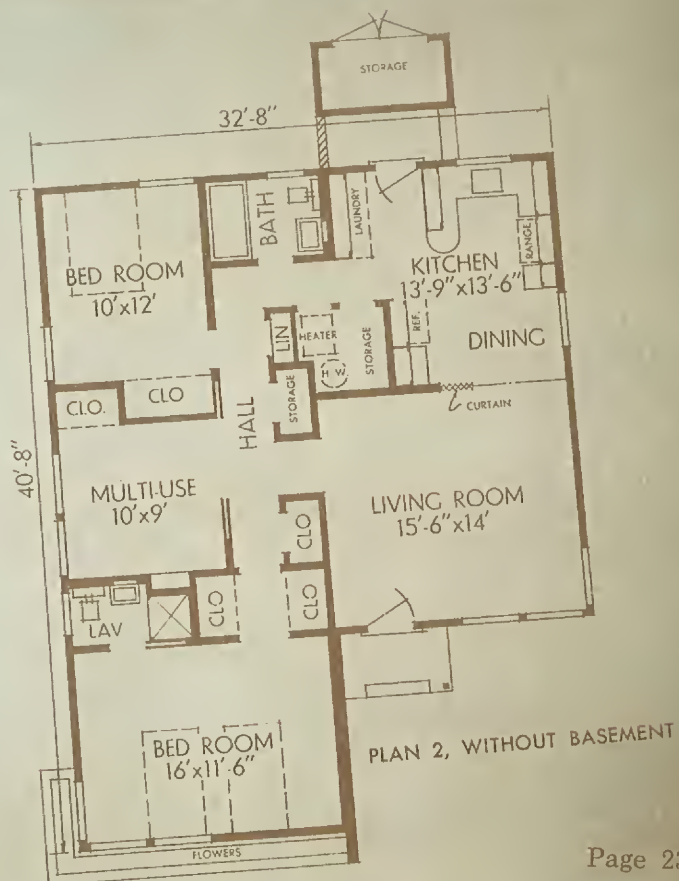 STORAGE
32'-8"
BATH
LAUNDRY
BED ROOM
10'x12'
KITCHEN
13'-9"x13'-6"
RANGE
REF.
DINING
LIN
HEATER
H W
STORAGE
STORAGE
CLO.
CLO
HALL
CURTAIN
40'-8"
MULTI-USE
10'x9'
LIVING ROOM
15'-6"x14'
CLO
CLO
CLO
LAV
BED ROOM
16'x11'-6"
PLAN 2, WITHOUT BASEMENT
FLOWERS
Page